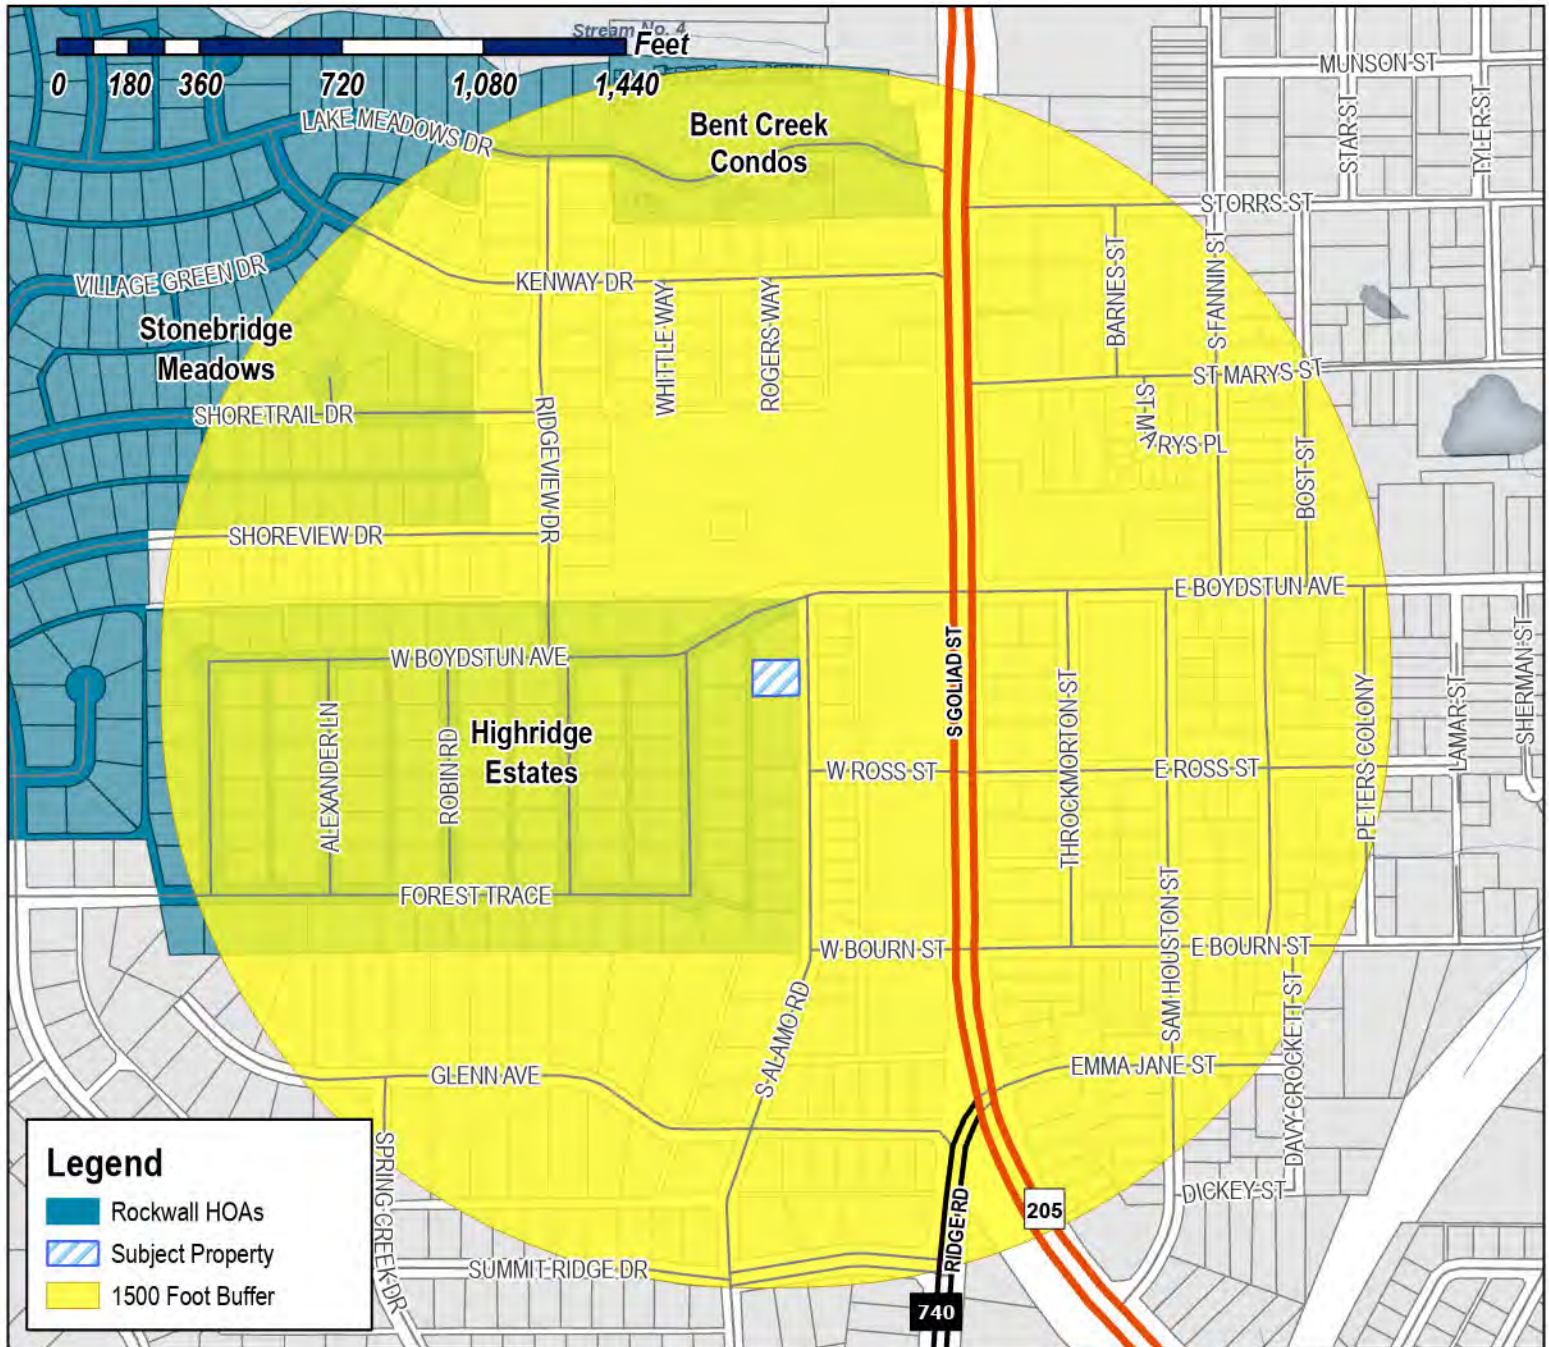 Stream No. 4
Feet
0 180 360 720 1,080 1,440
MUNSON ST
STAR ST
TYLER ST
LAKE MEADOWS DR
Bent Creek
Condos
STORRS ST
BARNES ST
S FANNIN ST
VILLAGE GREEN DR
KENWAY DR
WHITTLE WAY
ROGERS WAY
Stonebridge
Meadows
ST MARYS ST
SHORETRAIL DR
RIDGEVIEW DR
ST MARYS PL
BOST ST
SHOREVIEW DR
E BOYDSTUN AVE
W BOYDSTUN AVE
S GOLIAD ST
THROCKMORTON ST
PETERS COLONY
LAMAR ST
SHERMAN ST
ALEXANDER LN
ROBIN RD
Highridge
Estates
W ROSS ST
E ROSS ST
FOREST TRACE
W BOURN ST
E BOURN ST
SAM HOUSTON ST
DAVY CROCKETT ST
S ALAMO RD
GLENN AVE
EMMA JANE ST
SPRING CREEK DR
DICKEY ST
RIDGE RD
205
SUMMIT RIDGE DR
740
Legend
Rockwall HOAs
Subject Property
1500 Foot Buffer